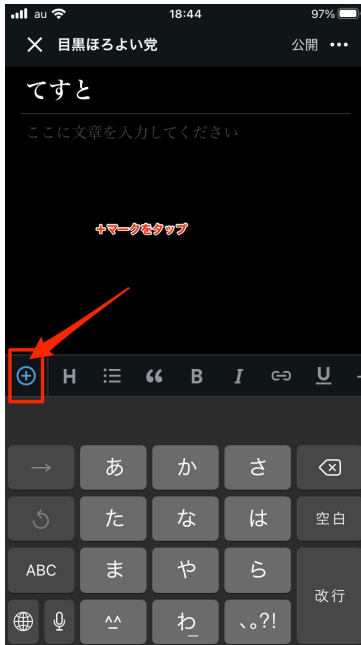 au 18:44 97%
× 目黒ほろよい党 公開 •••
てすと
ここに文章を入力してください
+マークをタップ
H “ B I U
→ あ か さ
た な は 空白
ABC ま や ら
改行
^^ わ_ 、。?!